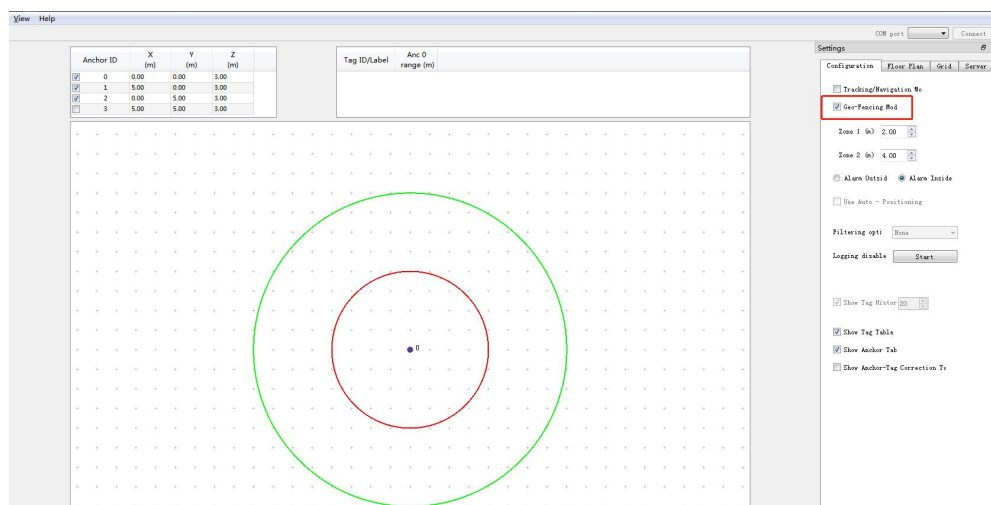 View Help
COM port Connect
Settings
Anchor ID X (m) Y (m) Z (m)
0 0.00 0.00 3.00
1 5.00 0.00 3.00
2 0.00 5.00 3.00
3 5.00 5.00 3.00
Tag ID/Label Anc 0 range (m)
Configuration Floor Plan Grid Server
Tracking/Navigation Mo
Geo-Fencing Mod
Zone 1 (m) 2.00
Zone 2 (m) 4.00
Alarm Outsid Alarm Inside
Use Auto - Positioning
Filtering opti None
Logging disable Start
Show Tag Histor 20
Show Tag Table
Show Anchor Tab
Show Anchor-Tag Correction Ta
0